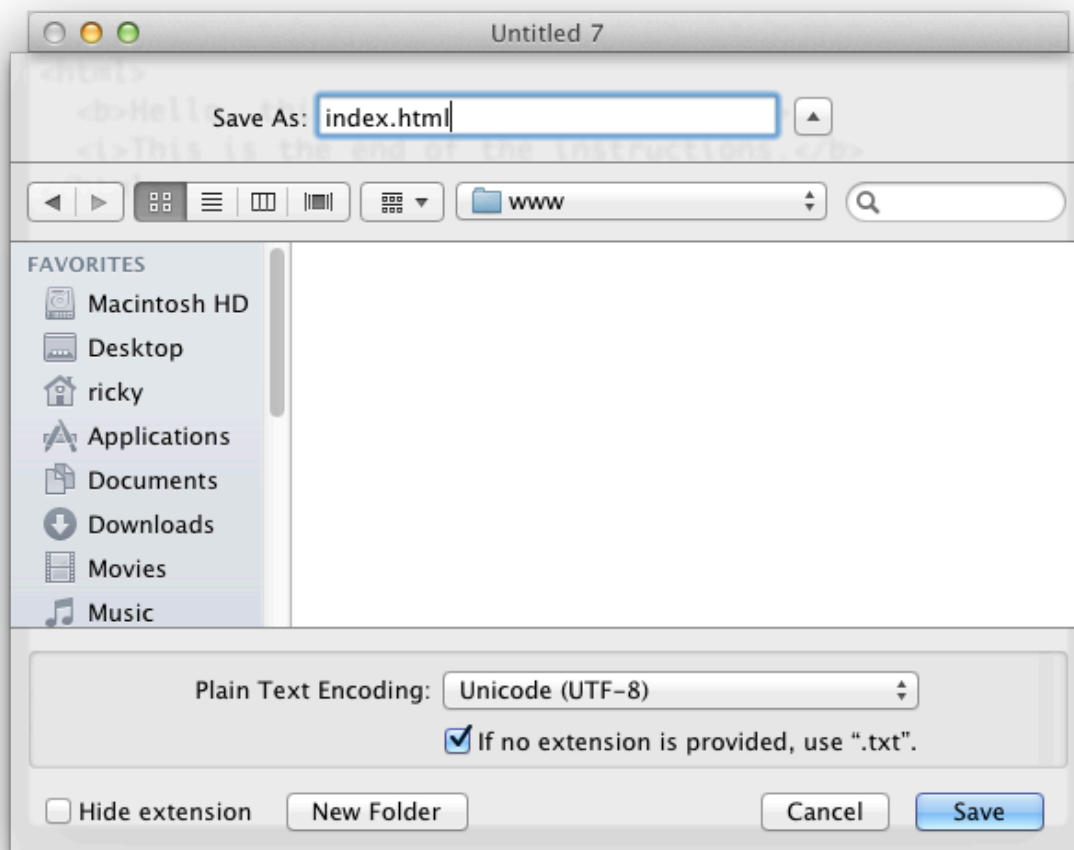 Untitled 7
<html>
<b>Hello, thi
Save As: index.html
<i>This is the end of the instructions.</b>
www
FAVORITES
Macintosh HD
Desktop
ricky
Applications
Documents
Downloads
Movies
Music
Plain Text Encoding: Unicode (UTF-8)
If no extension is provided, use “.txt”.
Hide extension
New Folder
Cancel
Save